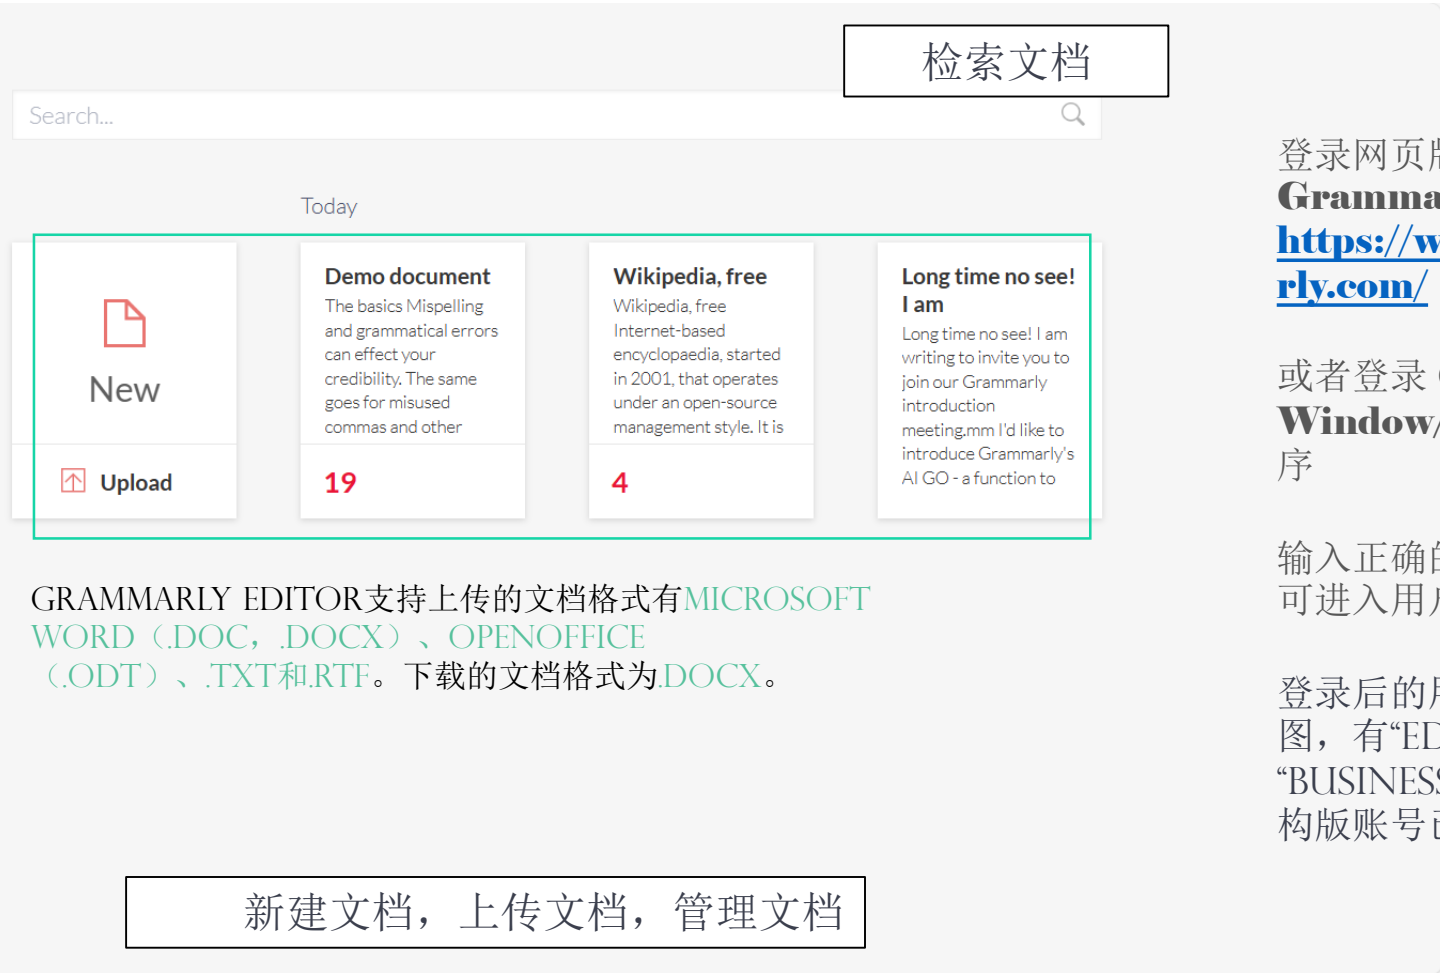 检索文档
Search...
Today
New
Upload
Demo document
The basics Mispelling
and grammatical errors
can effect your
credibility. The same
goes for misused
commas and other
19
Wikipedia, free
Wikipedia, free
Internet-based
encyclopaedia, started
in 2001, that operates
under an open-source
management style. It is
4
Long time no see!
I am
Long time no see! I am
writing to invite you to
join our Grammarly
introduction
meeting.mm I'd like to
introduce Grammarly's
AI GO - a function to
GRAMMARLY EDITOR支持上传的文档格式有MICROSOFT
WORD（.DOC，.DOCX）、OPENOFFICE
（.ODT）、.TXT和.RTF。下载的文档格式为.DOCX。
新建文档，上传文档，管理文档
登录网页
Gramma
https://w
rly.com/
或者登录
Window/
序
输入正确
可进入用
登录后的
图，有“ED
“BUSINESS
构版账号